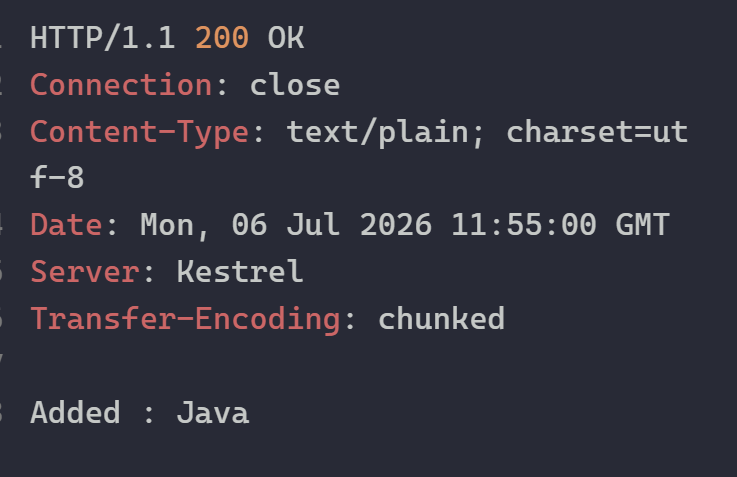 HTTP/1.1 200 OK
Connection: close
Content-Type: text/plain; charset=ut
f-8
Date: Mon, 06 Jul 2026 11:55:00 GMT
Server: Kestrel
Transfer-Encoding: chunked
Added : Java